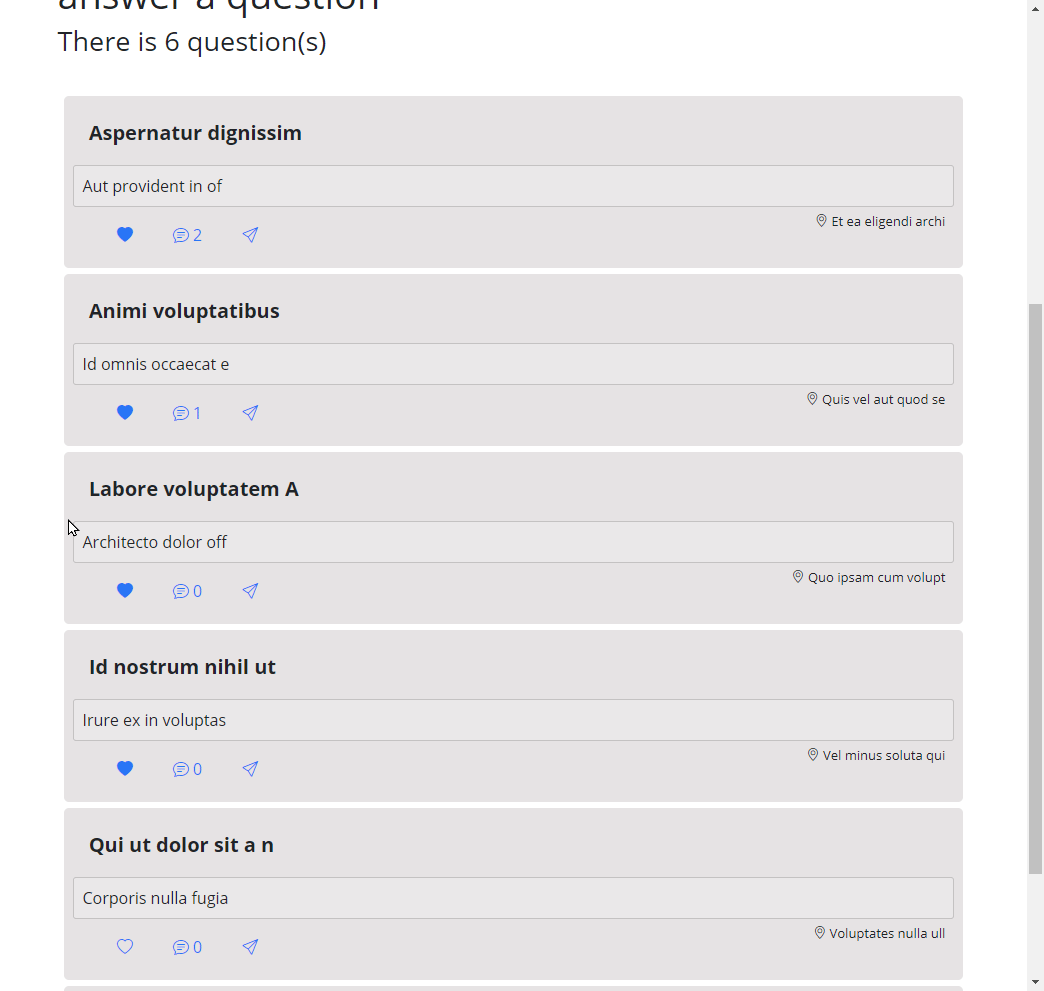 answer a question
There is 6 question(s)
Aspernatur dignissim
Aut provident in of
Et ea eligendi archi
2
Animi voluptatibus
Id omnis occaecat e
Quis vel aut quod se
1
Labore voluptatem A
Architecto dolor off
Quo ipsam cum volupt
0
Id nostrum nihil ut
Irure ex in voluptas
Vel minus soluta qui
0
Qui ut dolor sit a n
Corporis nulla fugia
Voluptates nulla ull
0